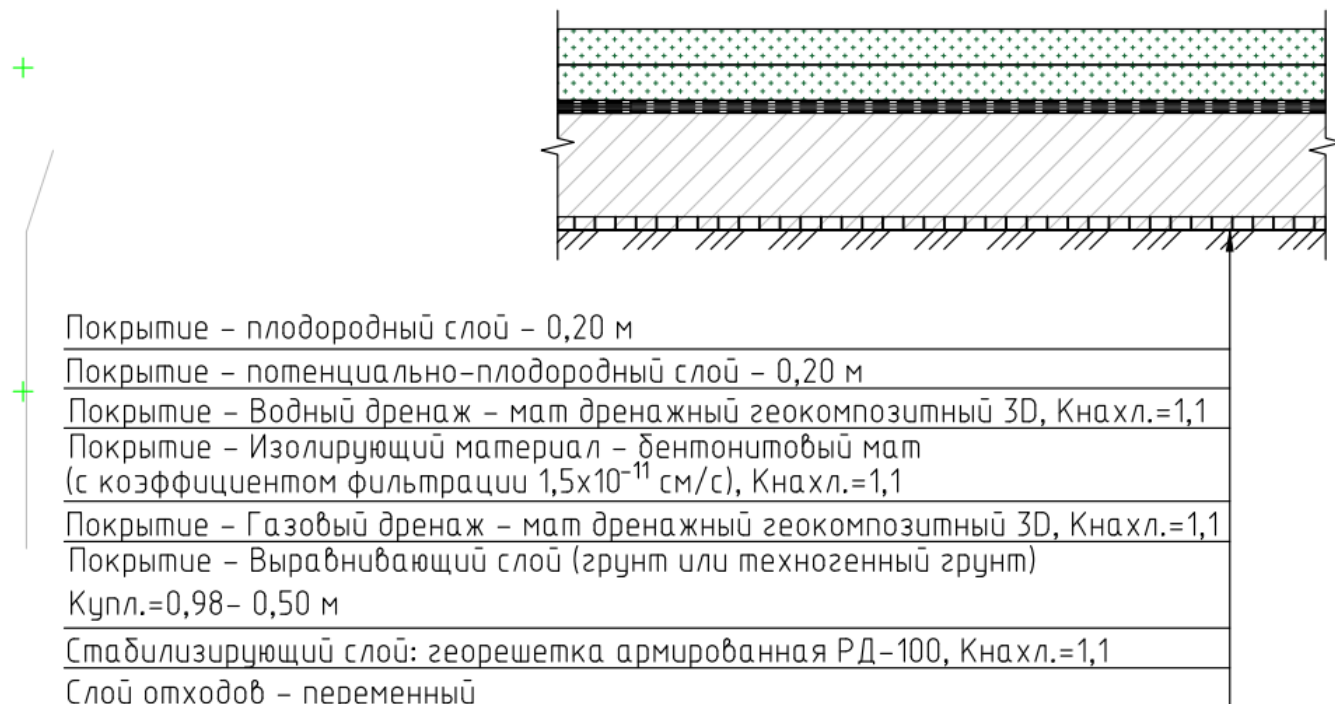 Покрытие - плодородный слой - 0,20 м
Покрытие - потенциально-плодородный слой - 0,20 м
Покрытие - Водный дренаж - мат дренажный геокомпозитный 3D, Кнахл.=1,1
Покрытие - Изолирующий материал - бентонитовый мат
(с коэффициентом фильтрации 1,5х10⁻¹¹ см/с), Кнахл.=1,1
Покрытие - Газовый дренаж - мат дренажный геокомпозитный 3D, Кнахл.=1,1
Покрытие - Выравнивающий слой (грунт или техногенный грунт)
Купл.=0,98- 0,50 м
Стабилизирующий слой: георешетка армированная РД-100, Кнахл.=1,1
Слой отходов - переменный